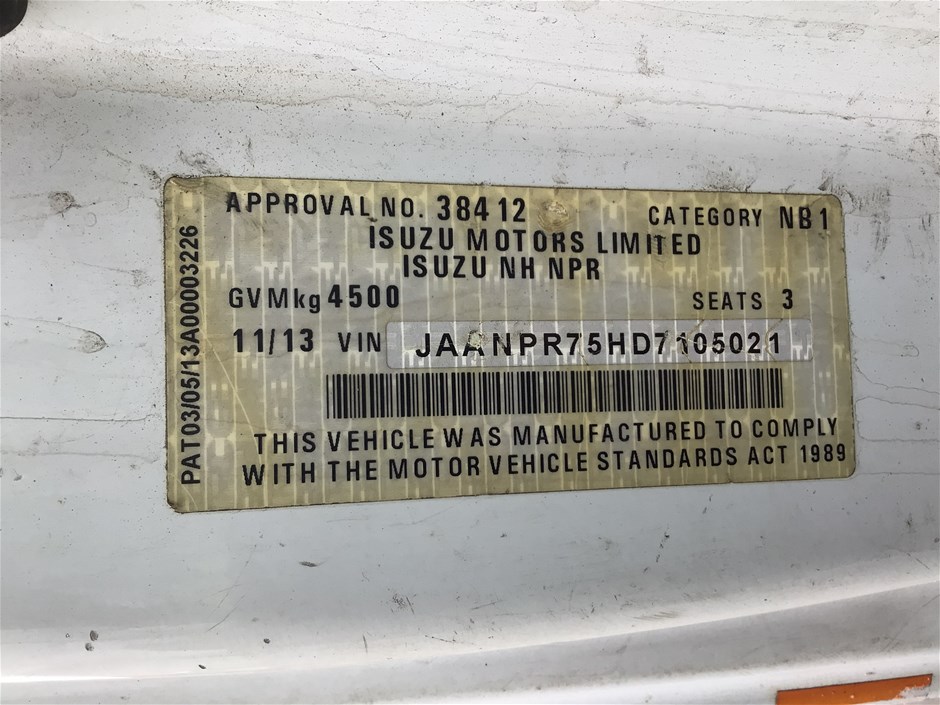 APPROVAL NO. 38412 CATEGORY NB1
ISUZU MOTORS LIMITED
ISUZU NH NPR
GVMkg 4500 SEATS 3
11/13 VIN JAANPR75HD7105021
THIS VEHICLE WAS MANUFACTURED TO COMPLY
WITH THE MOTOR VEHICLE STANDARDS ACT 1989
PAT03/05/13A00003226